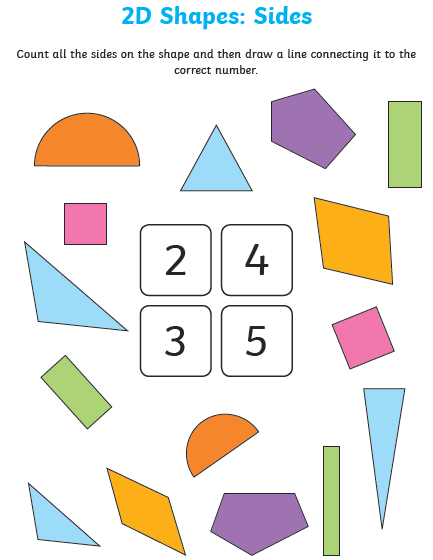 2D Shapes: Sides
Count all the sides on the shape and then draw a line connecting it to the
correct number.
2 4
3 5